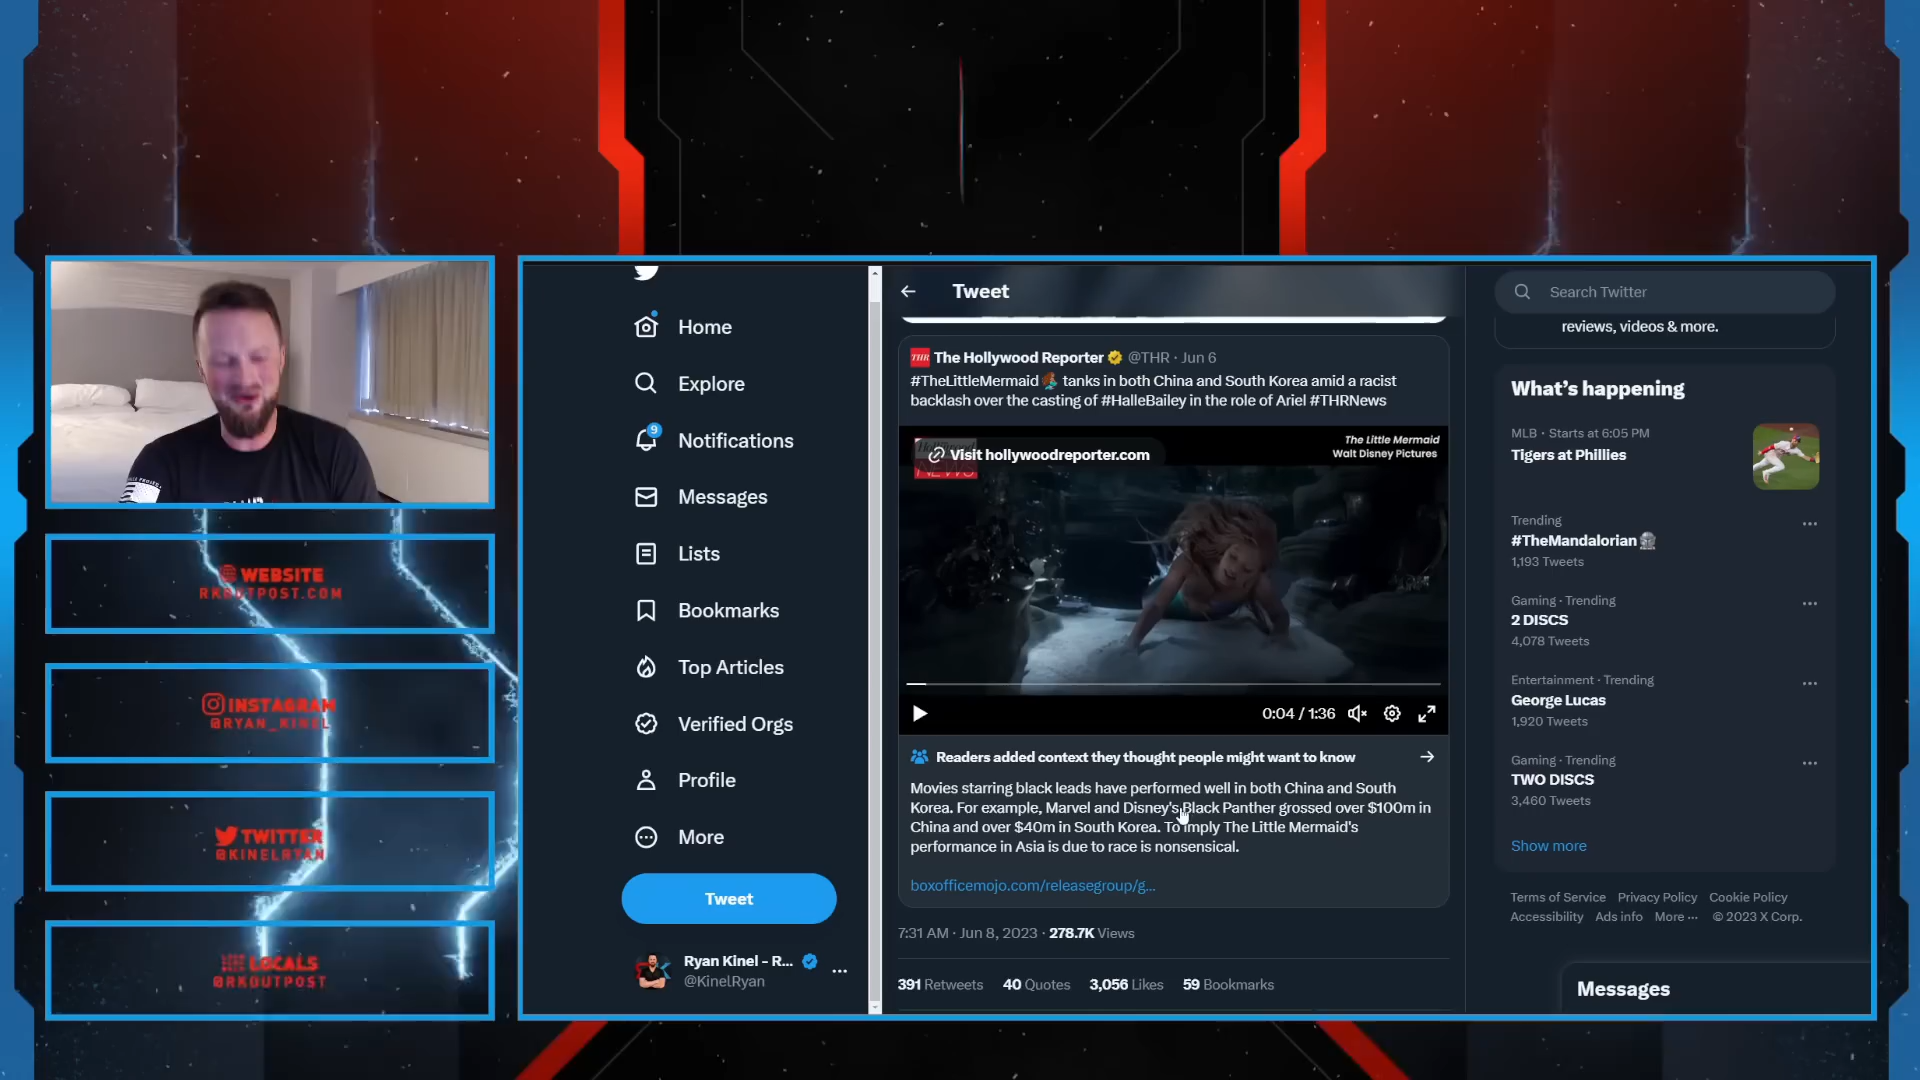 WEBSITE
RKOUTPOST.COM
INSTAGRAM
@RYAN_KINEL
TWITTER
@KINELRYAN
LOCALS
@RKOUTPOST
Home
Explore
9
Notifications
Messages
Lists
Bookmarks
Top Articles
Verified Orgs
Profile
More
Tweet
Ryan Kinel - R...
@KinelRyan
Tweet
THR The Hollywood Reporter @THR · Jun 6
#TheLittleMermaid tanks in both China and South Korea amid a racist
backlash over the casting of #HalleBailey in the role of Ariel #THRNews
Visit hollywoodreporter.com
NEWS
The Little Mermaid
Walt Disney Pictures
0:04 / 1:36
Readers added context they thought people might want to know
Movies starring black leads have performed well in both China and South
Korea. For example, Marvel and Disney's Black Panther grossed over $100m in
China and over $40m in South Korea. To imply The Little Mermaid's
performance in Asia is due to race is nonsensical.
boxofficemojo.com/releasegroup/g...
7:31 AM · Jun 8, 2023 · 278.7K Views
391 Retweets 40 Quotes 3,056 Likes 59 Bookmarks
Search Twitter
reviews, videos & more.
What's happening
MLB · Starts at 6:05 PM
Tigers at Phillies
Trending
#TheMandalorian
1,193 Tweets
Gaming · Trending
2 DISCS
4,078 Tweets
Entertainment · Trending
George Lucas
1,920 Tweets
Gaming · Trending
TWO DISCS
3,460 Tweets
Show more
Terms of Service Privacy Policy Cookie Policy
Accessibility Ads info More ··· © 2023 X Corp.
Messages